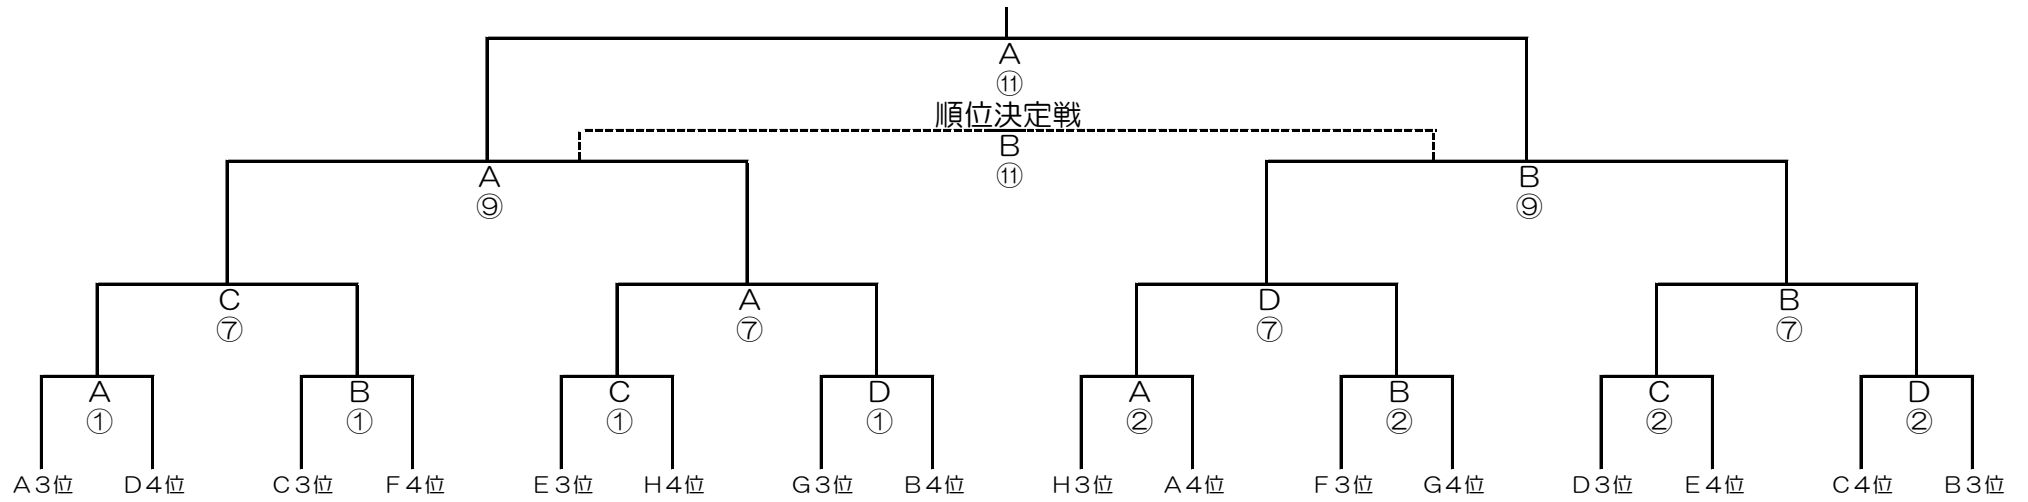 A
⑪
順位決定戦
B
⑪
A
⑨
B
⑨
C
⑦
A
⑦
D
⑦
B
⑦
A
①
B
①
C
①
D
①
A
②
B
②
C
②
D
②
A3位 D4位 C3位 F4位 E3位 H4位 G3位 B4位 H3位 A4位 F3位 G4位 D3位 E4位 C4位 B3位